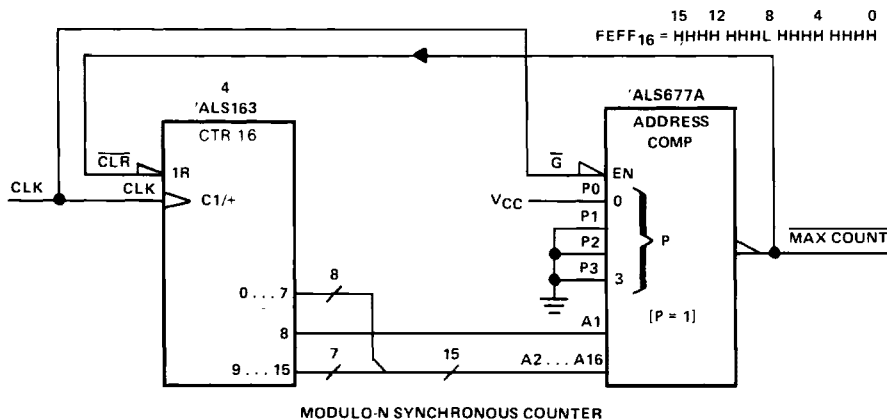 15 12 8 4 0
FEFF16 = HHHH HHHL HHHH HHHH
4
'ALS163
CTR 16
'ALS677A
ADDRESS
COMP
CLR
1R
G
EN
CLK
CLK
C1/+
VCC
P0
0
P1
P2
P
P3
3
[P = 1]
MAX COUNT
0 . . . 7
8
8
A1
9 . . . 15
7
15
A2 . . . A16
MODULO-N SYNCHRONOUS COUNTER